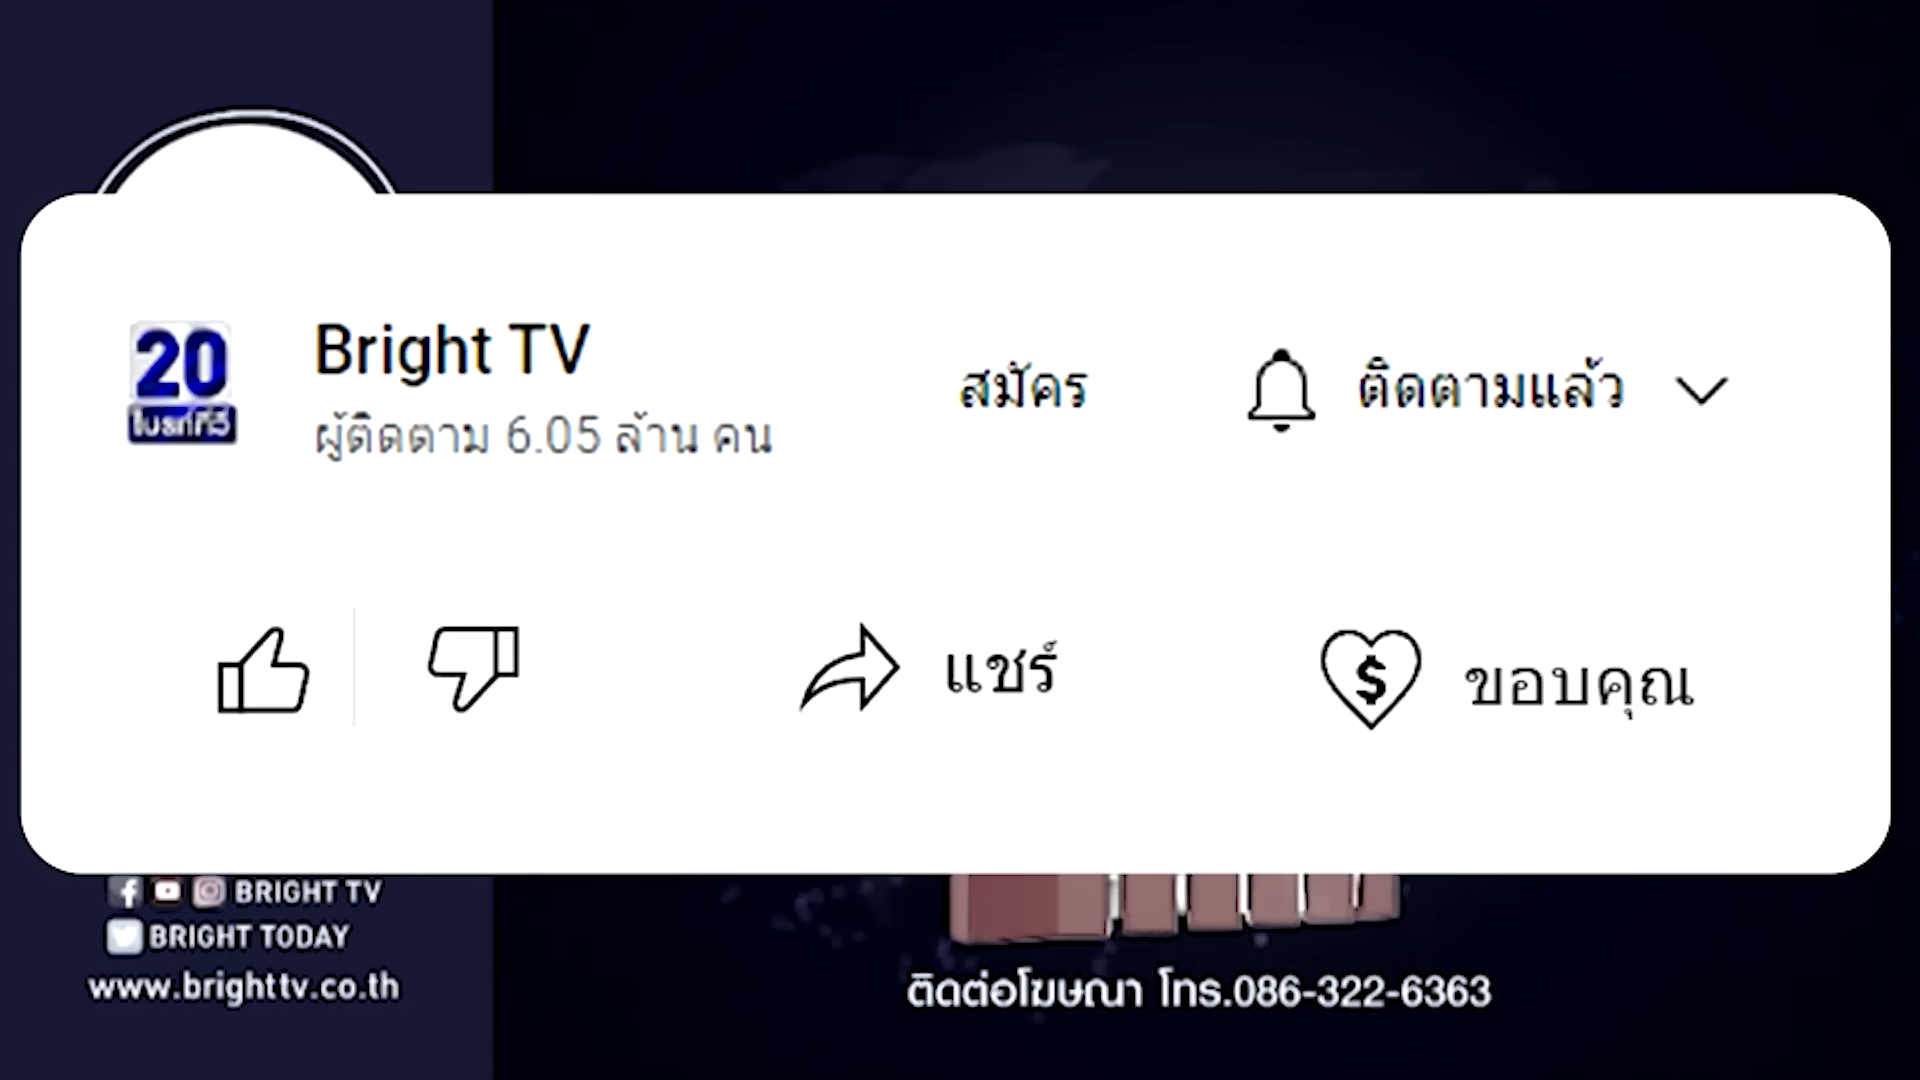 20
ไบรท์ทีวี
Bright TV
ผู้ติดตาม 6.05 ล้าน คน
สมัคร
ติดตามแล้ว
แชร์
$ ขอบคุณ
BRIGHT TV
BRIGHT TODAY
www.brighttv.co.th
ติดต่อโฆษณา โทร.086-322-6363